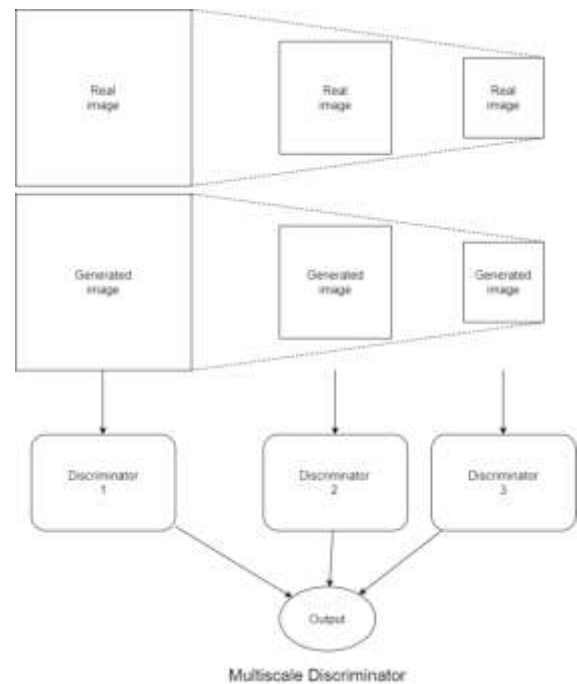 Real
image
Real
image
Real
image
Generated
image
Generated
image
Generated
image
Discriminator
1
Discriminator
2
Discriminator
3
Output
Multiscale Discriminator